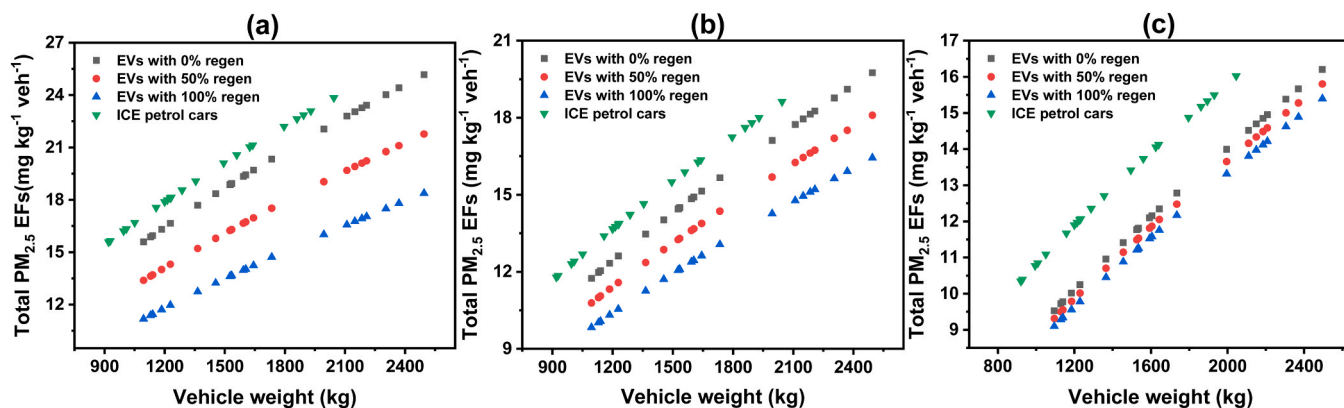 (a)
Total PM2.5 EFs(mg kg-1 veh-1)
27
24
21
18
15
12
EVs with 0% regen
EVs with 50% regen
EVs with 100% regen
ICE petrol cars
900 1200 1500 1800 2100 2400
Vehicle weight (kg)
(b)
Total PM2.5 EFs (mg kg-1 veh-1)
21
18
15
12
9
EVs with 0% regen
EVs with 50% regen
EVs with 100% regen
ICE petrol cars
900 1200 1500 1800 2100 2400
Vehicle weight (kg)
(c)
Total PM2.5 EFs (mg kg-1 veh-1)
17
16
15
14
13
12
11
10
9
EVs with 0% regen
EVs with 50% regen
EVs with 100% regen
ICE petrol cars
800 1200 1600 2000 2400
Vehicle weight (kg)